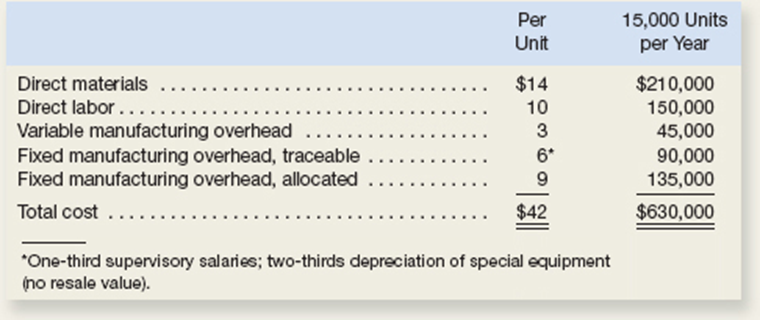 Per 15,000 Units
Unit per Year
Direct materials ................................ $14 $210,000
Direct labor .................................... 10 150,000
Variable manufacturing overhead .................. 3 45,000
Fixed manufacturing overhead, traceable ............ 6* 90,000
Fixed manufacturing overhead, allocated ............ 9 135,000
Total cost ...................................... $42 $630,000
*One-third supervisory salaries; two-thirds depreciation of special equipment
(no resale value).